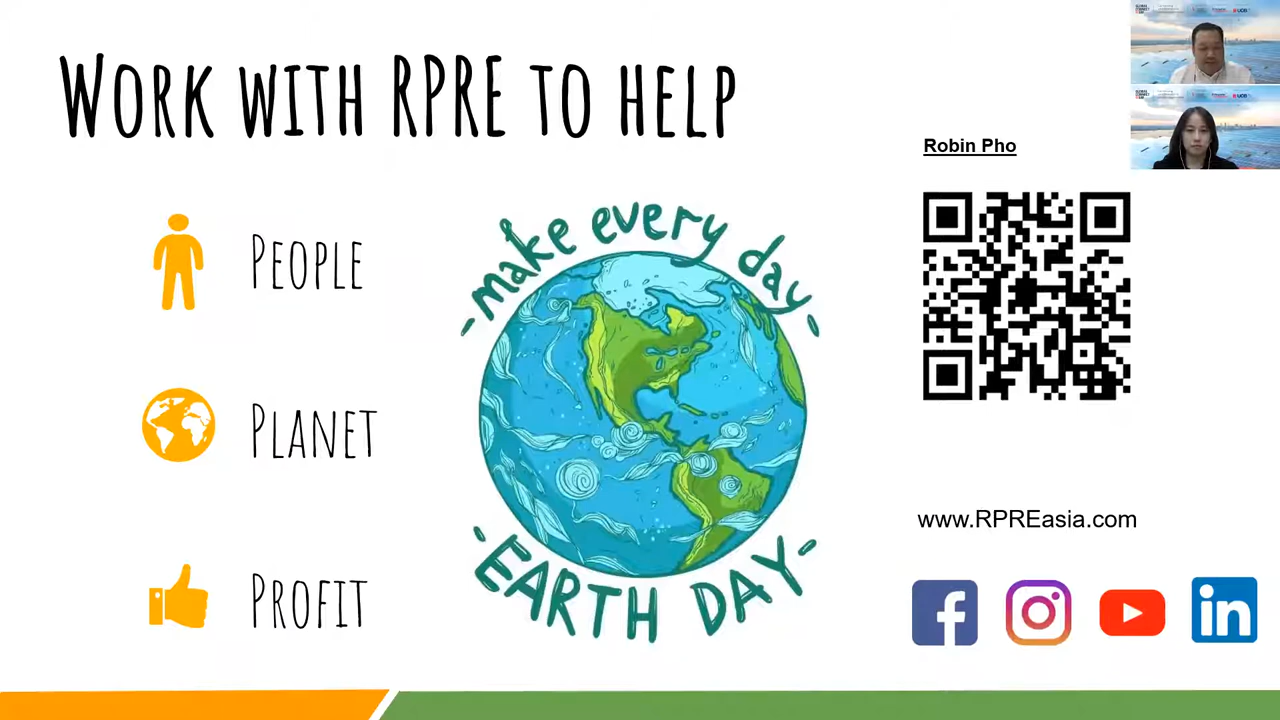 WORK WITH RPRE TO HELP
Robin Pho
PEOPLE
PLANET
PROFIT
-make every day-
-EARTH DAY-
www.RPREasia.com